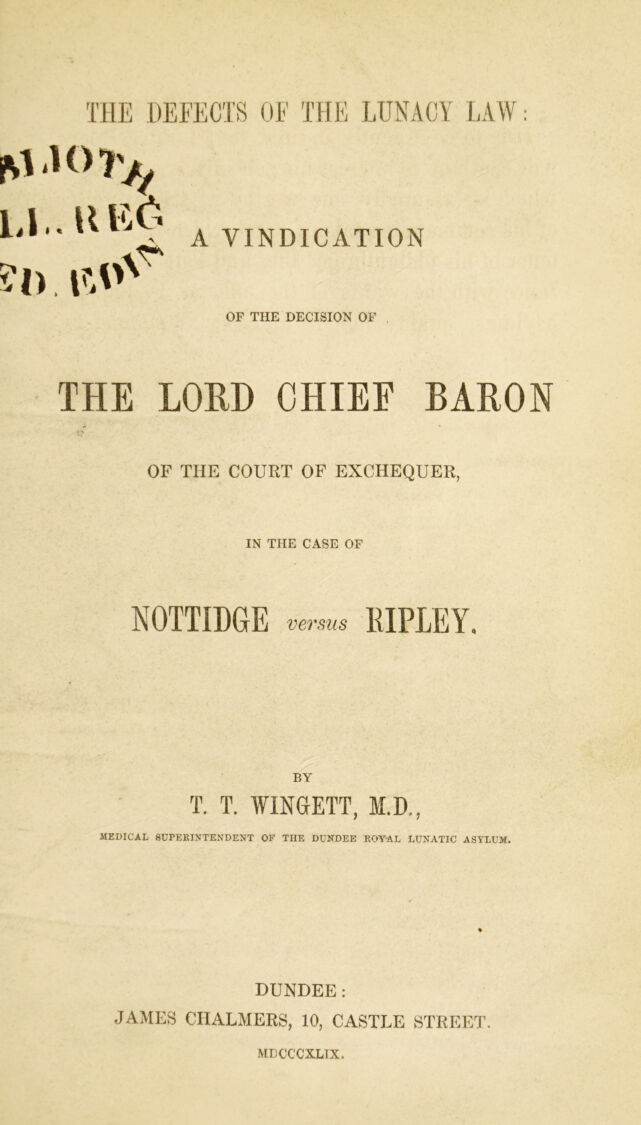 THE DEFECTS OF THE LUNACY LAW:
A VINDICATION
OF THE DECISION OF
THE LORD CHIEF BARON
OF THE COURT OF EXCHEQUER,
IN THE CASE OF
NOTTIDGE versus RIPLEY.
BY
T. T. WINGETT, M.D.,
MEDICAL SUPERINTENDENT OF THE DUNDEE ROYAL LUNATIC ASYLUM.
DUNDEE:
JAMES CHALMERS, 10, CASTLE STREET.
MDCCCXLIX.